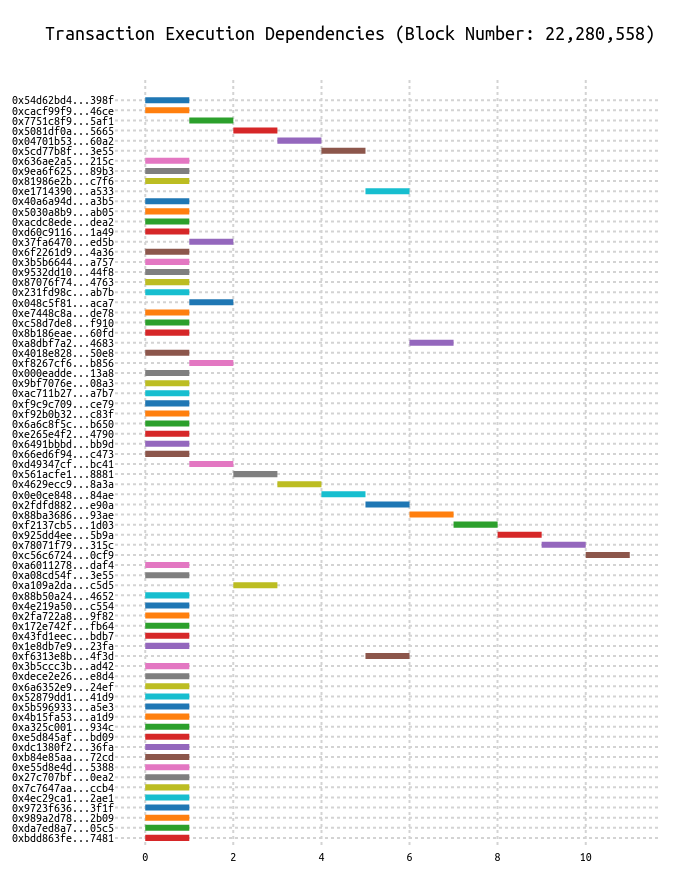 Transaction Execution Dependencies (Block Number: 22,280,558)
0x54d62bd4...398f
0xcacf99f9...46ce
0x7751c8f9...5af1
0x5081df0a...5665
0x04701b53...60a2
0x5cd77b8f...3e55
0x636ae2a5...215c
0x9ea6f625...89b3
0x81986e2b...c7f6
0xe1714390...a533
0x40a6a94d...a3b5
0x5030a8b9...ab05
0xacdc8ede...dea2
0xd60c9116...1a49
0x37fa6470...ed5b
0x6f2261d9...4a36
0x3b5b6644...a757
0x9532dd10...44f8
0x87076f74...4763
0x231fd98c...ab7b
0x048c5f81...aca7
0xe7448c8a...de78
0xc58d7de8...f910
0x8b186eae...60fd
0xa8dbf7a2...4683
0x4018e828...50e8
0xf8267cf6...b856
0x000eadde...13a8
0x9bf7076e...08a3
0xac711b27...a7b7
0xf9c9c709...ce79
0xf92b0b32...c83f
0x6a6c8f5c...b650
0xe265e4f2...4790
0x6491bbbd...bb9d
0x66ed6f94...c473
0xd49347cf...bc41
0x561acfe1...8881
0x4629ecc9...8a3a
0x0e0ce848...84ae
0x2fdfd882...e90a
0x88ba3686...93ae
0xf2137cb5...1d03
0x925dd4ee...5b9a
0x78071f79...315c
0xc56c6724...0cf9
0xa6011278...daf4
0xa08cd54f...3e55
0xa109a2da...c5d5
0x88b50a24...4652
0x4e219a50...c554
0x2fa722a8...9f82
0x172e742f...fb64
0x43fd1eec...bdb7
0x1e8db7e9...23fa
0xf6313e8b...4f3d
0x3b5ccc3b...ad42
0xdece2e26...e8d4
0x6a6352e9...24ef
0x52879dd1...41d9
0x5b596933...a5e3
0x4b15fa53...a1d9
0xa325c001...934c
0xe5d845af...bd09
0xdc1380f2...36fa
0xb84e85aa...72cd
0xe55d8e4d...5388
0x27c707bf...0ea2
0x7c7647aa...ccb4
0x4ec29ca1...2ae1
0x9723f636...3f1f
0x989a2d78...2b09
0xda7ed8a7...05c5
0xbdd863fe...7481
0 2 4 6 8 10